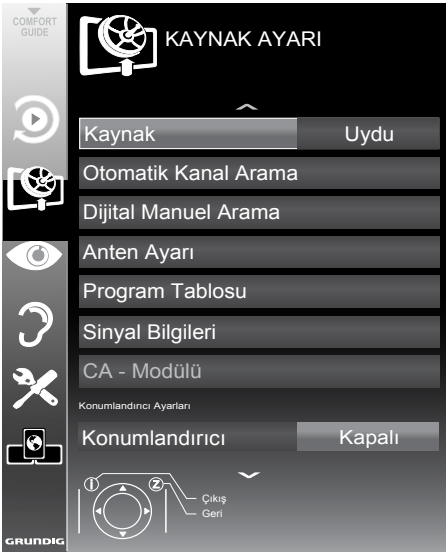 COMFORT
GUIDE
KAYNAK AYARI
Kaynak Uydu
Otomatik Kanal Arama
Dijital Manuel Arama
Anten Ayarı
Program Tablosu
Sinyal Bilgileri
CA - Modülü
Konumlandırıcı Ayarları
Konumlandırıcı Kapalı
i Z
Çıkış
Geri
GRUNDIG